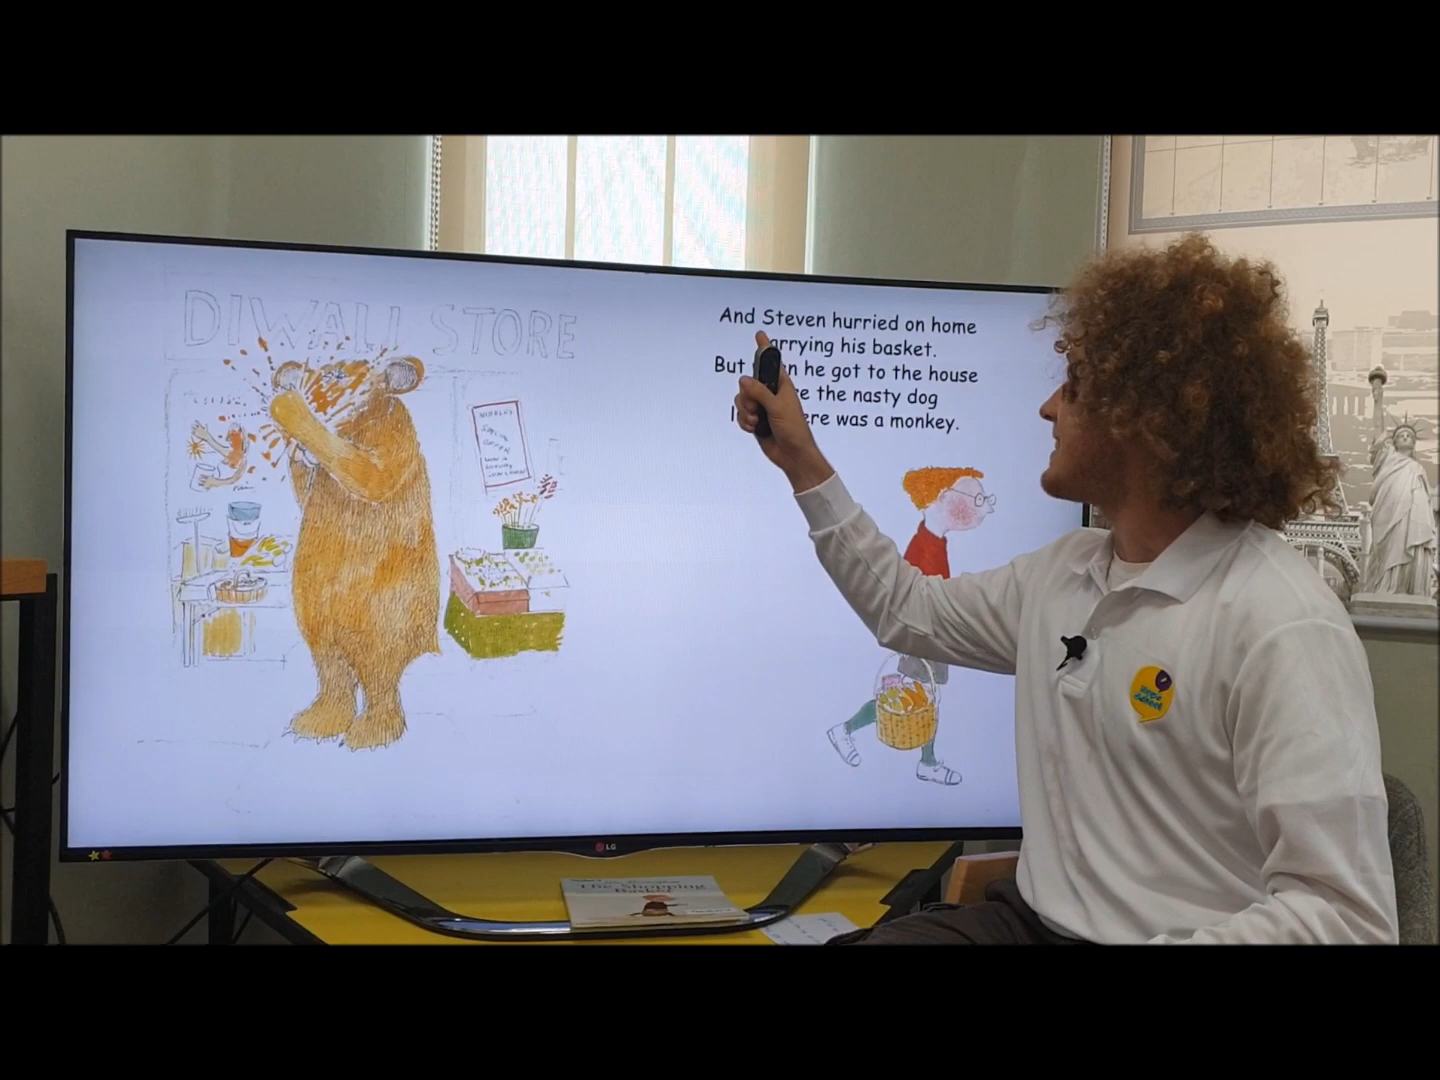 DIWALI STORE
And Steven hurried on home
arrying his basket.
But he got to the house
the nasty dog
ere was a monkey.
LG
The Shopping
Basket